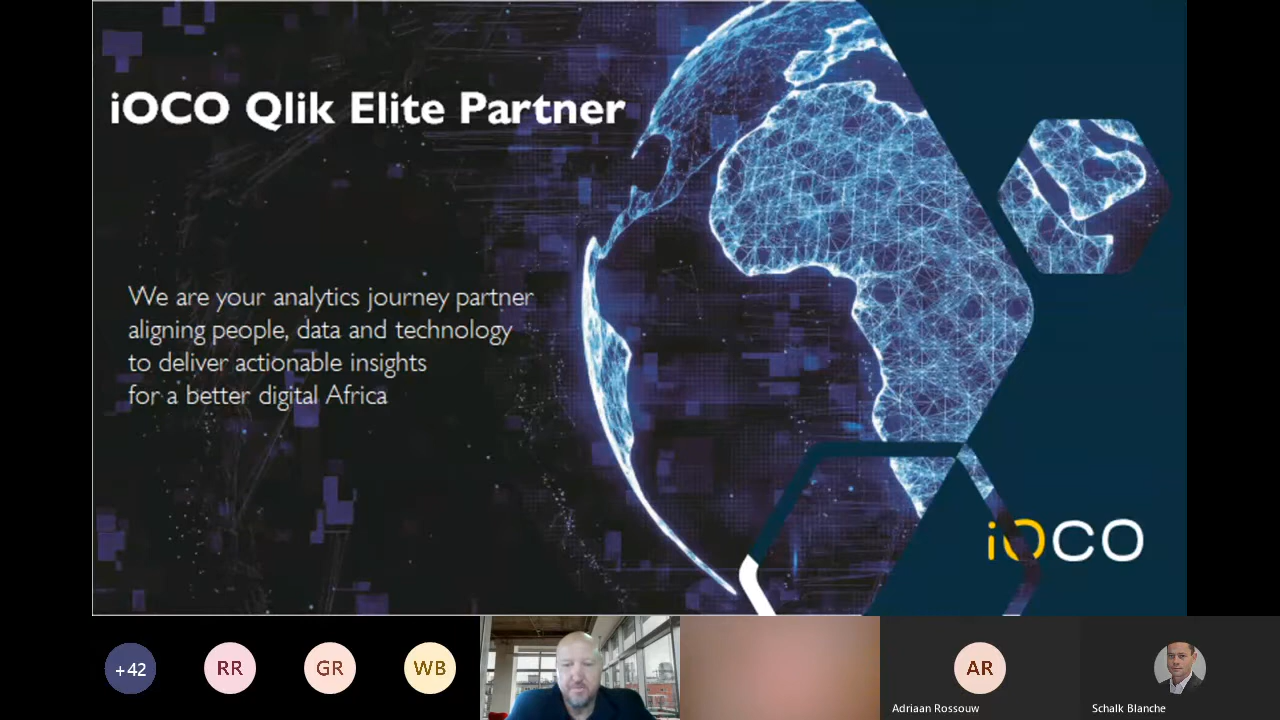 iOCO Qlik Elite Partner
We are your analytics journey partner
aligning people, data and technology
to deliver actionable insights
for a better digital Africa
iOCO
+42
RR
GR
WB
AR
Adriaan Rossouw
Schalk Blanche